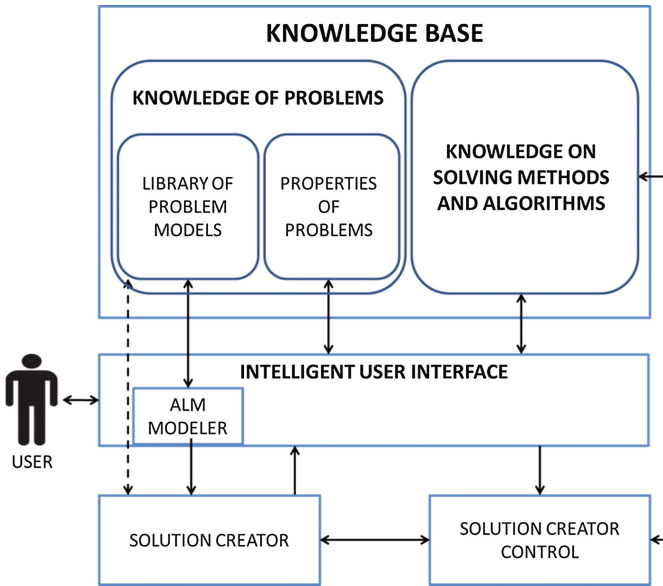 KNOWLEDGE BASE
KNOWLEDGE OF PROBLEMS
LIBRARY OF
PROBLEM
MODELS
PROPERTIES
OF
PROBLEMS
KNOWLEDGE ON
SOLVING METHODS
AND ALGORITHMS
INTELLIGENT USER INTERFACE
ALM
MODELER
USER
SOLUTION CREATOR
SOLUTION CREATOR
CONTROL